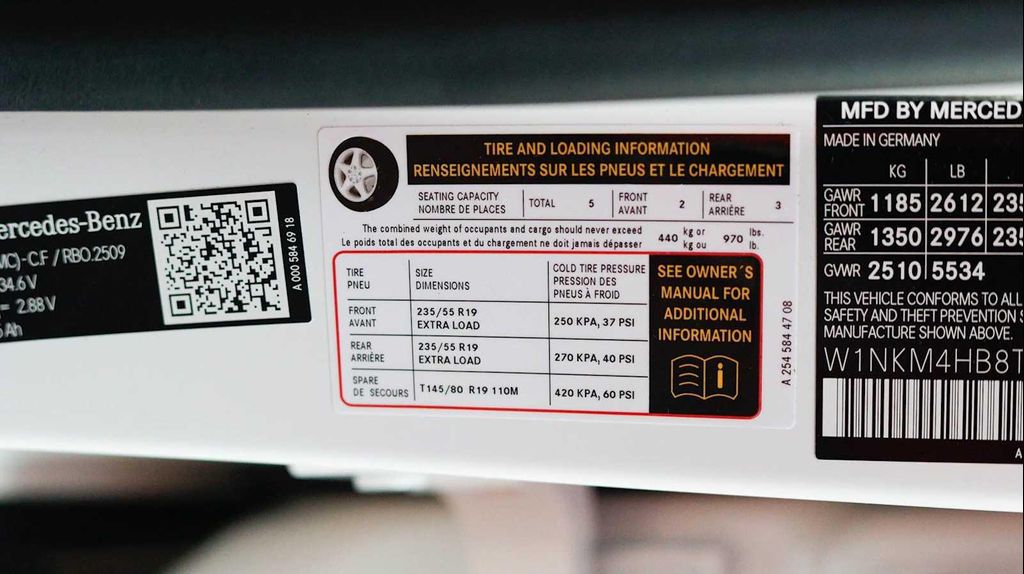 Mercedes-Benz
-C.F / RBO.2509
34.6V
= 2.88V
Ah
A 000 584 69 18
TIRE AND LOADING INFORMATION
RENSEIGNEMENTS SUR LES PNEUS ET LE CHARGEMENT
SEATING CAPACITY
NOMBRE DE PLACES
TOTAL 5
FRONT
AVANT
2
REAR
ARRIÈRE
3
The combined weight of occupants and cargo should never exceed
Le poids total des occupants et du chargement ne doit jamais dépasser
440 kg or
kg ou
970 lbs.
lb.
TIRE
PNEU
SIZE
DIMENSIONS
COLD TIRE PRESSURE
PRESSION DES
PNEUS À FROID
FRONT
AVANT
235/55 R19
EXTRA LOAD
250 KPA, 37 PSI
REAR
ARRIÈRE
235/55 R19
EXTRA LOAD
270 KPA, 40 PSI
SPARE
DE SECOURS
T145/80 R19 110M
420 KPA, 60 PSI
SEE OWNER´S
MANUAL FOR
ADDITIONAL
INFORMATION
A 254 584 47 08
MFD BY MERCED
MADE IN GERMANY
KG LB
GAWR
FRONT
1185 2612 235
GAWR
REAR
1350 2976 235
GVWR 2510 5534
THIS VEHICLE CONFORMS TO ALL
SAFETY AND THEFT PREVENTION S
MANUFACTURE SHOWN ABOVE.
W1NKM4HB8T
A